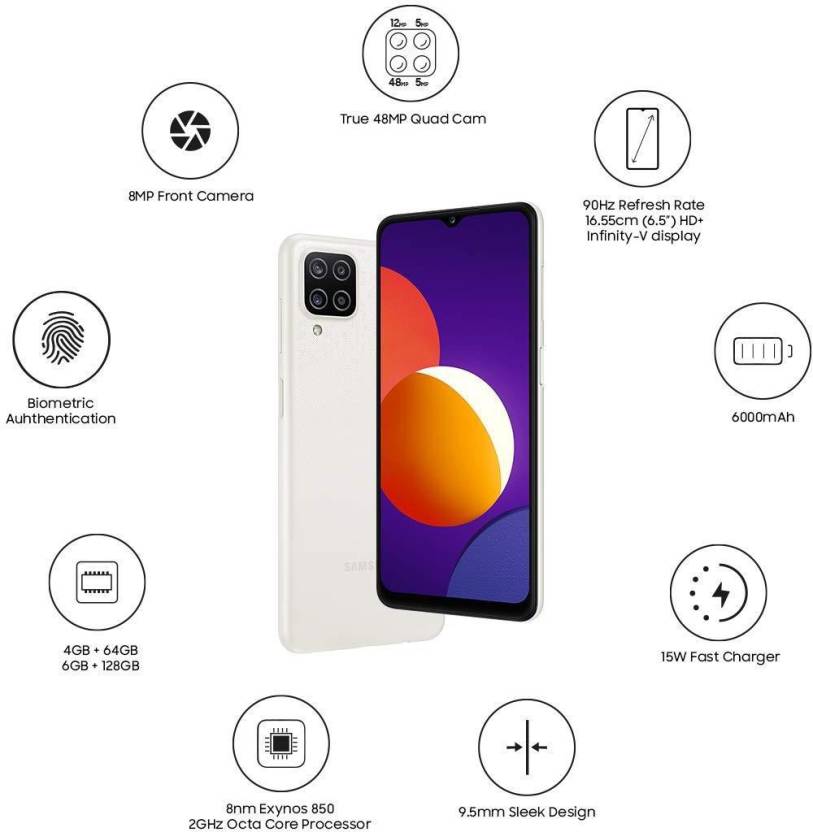 12MP 5MP
48MP 5MP
True 48MP Quad Cam
8MP Front Camera
90Hz Refresh Rate
16.55cm (6.5") HD+
Infinity-V display
Biometric
Auhthentication
6000mAh
SAMS
4GB + 64GB
6GB + 128GB
15W Fast Charger
8nm Exynos 850
2GHz Octa Core Processor
9.5mm Sleek Design